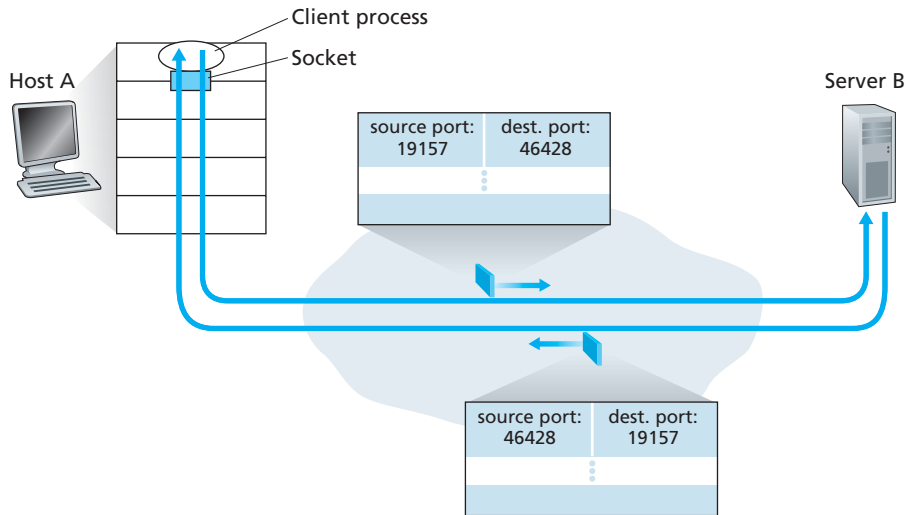 Client process
Socket
Host A
Server B
source port: dest. port:
19157 46428
source port: dest. port:
46428 19157